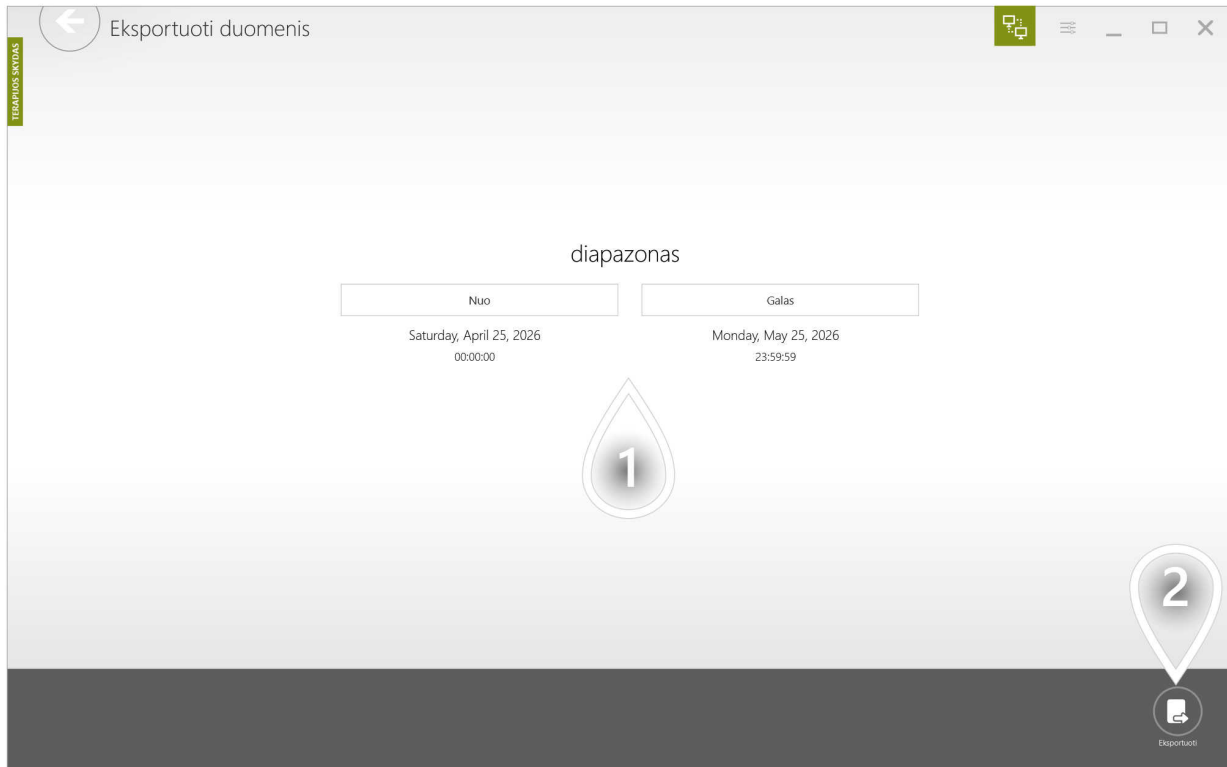 Eksportuoti duomenis
TERAPIJOS SKYDAS
diapazonas
Nuo
Galas
Saturday, April 25, 2026
Monday, May 25, 2026
00:00:00
23:59:59
1
2
Eksportuoti